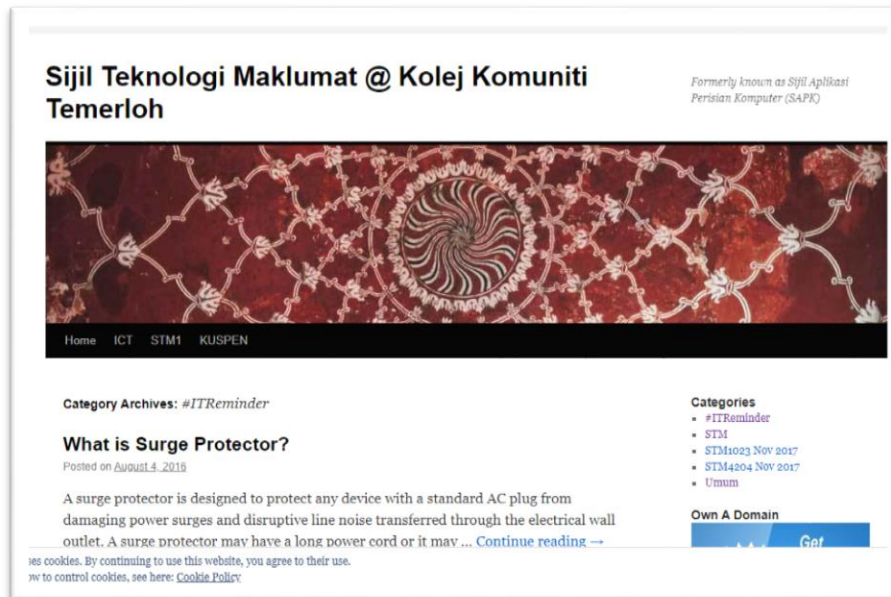 Sijil Teknologi Maklumat @ Kolej Komuniti
Temerloh
Formerly known as Sijil Aplikasi
Perisian Komputer (SAPK)
Home ICT STM1 KUSPEN
Category Archives: #ITReminder
What is Surge Protector?
Posted on August 4, 2016
A surge protector is designed to protect any device with a standard AC plug from
damaging power surges and disruptive line noise transferred through the electrical wall
outlet. A surge protector may have a long power cord or it may ... Continue reading →
Categories
#ITReminder
STM
STM1023 Nov 2017
STM4204 Nov 2017
Umum
Own A Domain
Get
es cookies. By continuing to use this website, you agree to their use.
ow to control cookies, see here: Cookie Policy